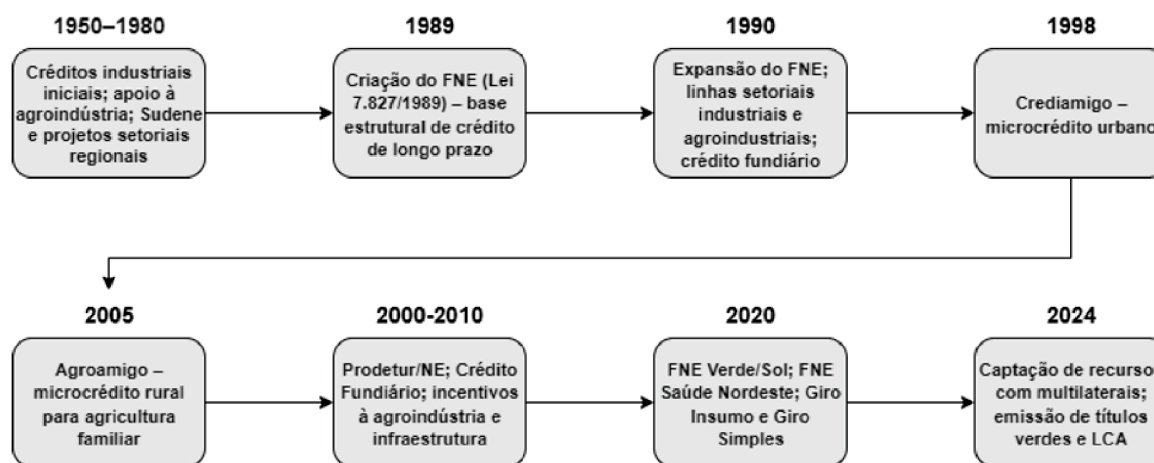 1950–1980
Créditos industriais
iniciais; apoio à
agroindústria; Sudene
e projetos setoriais
regionais
1989
Criação do FNE (Lei
7.827/1989) – base
estrutural de crédito
de longo prazo
1990
Expansão do FNE;
linhas setoriais
industriais e
agroindustriais;
crédito fundiário
1998
Crediamigo –
microcrédito urbano
2005
Agroamigo –
microcrédito rural
para agricultura
familiar
2000-2010
Prodetur/NE; Crédito
Fundiário; incentivos
à agroindústria e
infraestrutura
2020
FNE Verde/Sol; FNE
Saúde Nordeste; Giro
Insumo e Giro
Simples
2024
Captação de recurso
com multilaterais;
emissão de títulos
verdes e LCA